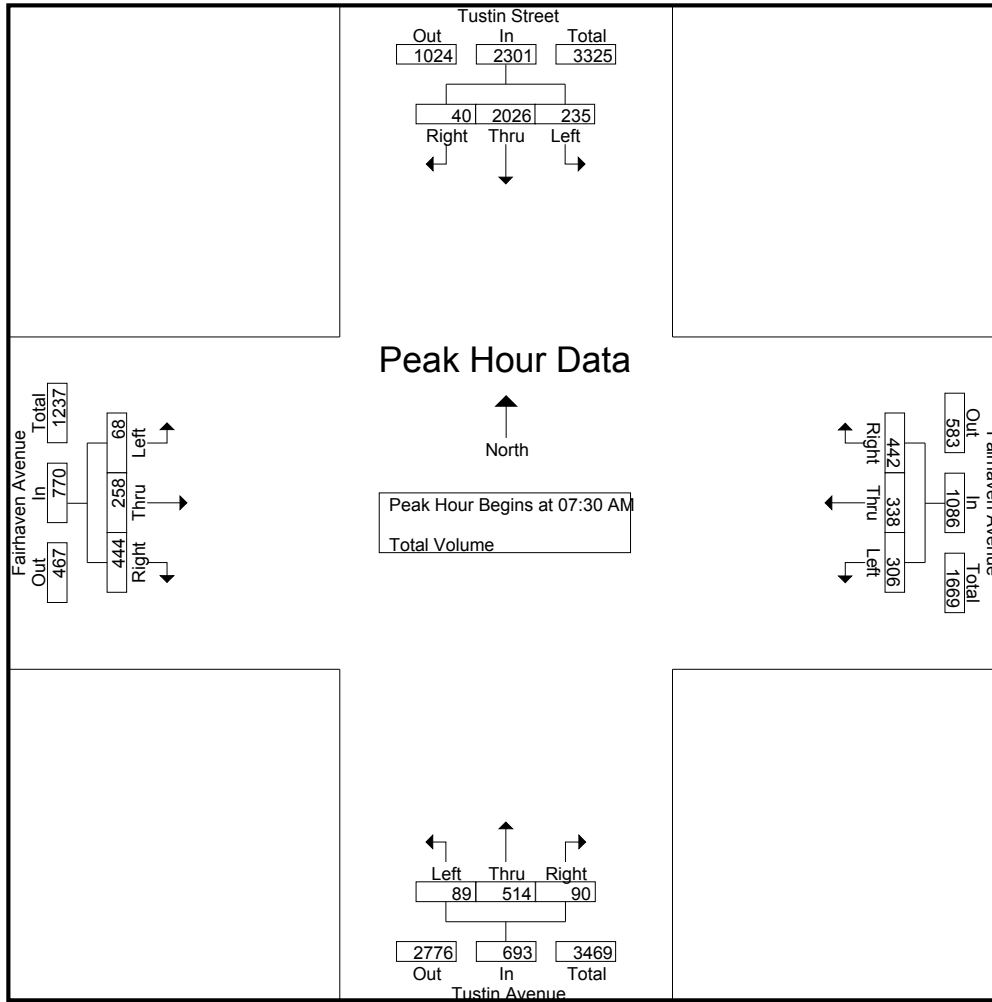 Tustin Street
Out In Total
1024 2301 3325
40 2026 235
Right Thru Left
Peak Hour Data
North
Peak Hour Begins at 07:30 AM
Total Volume
Fairhaven Avenue
Total In Out
1237 770 467
68 258 444
Left Thru Right
Right Thru Left
442 338 306
583 1086 1669
Out In Total
Fairhaven Avenue
Left Thru Right
89 514 90
2776 693 3469
Out In Total
Tustin Avenue